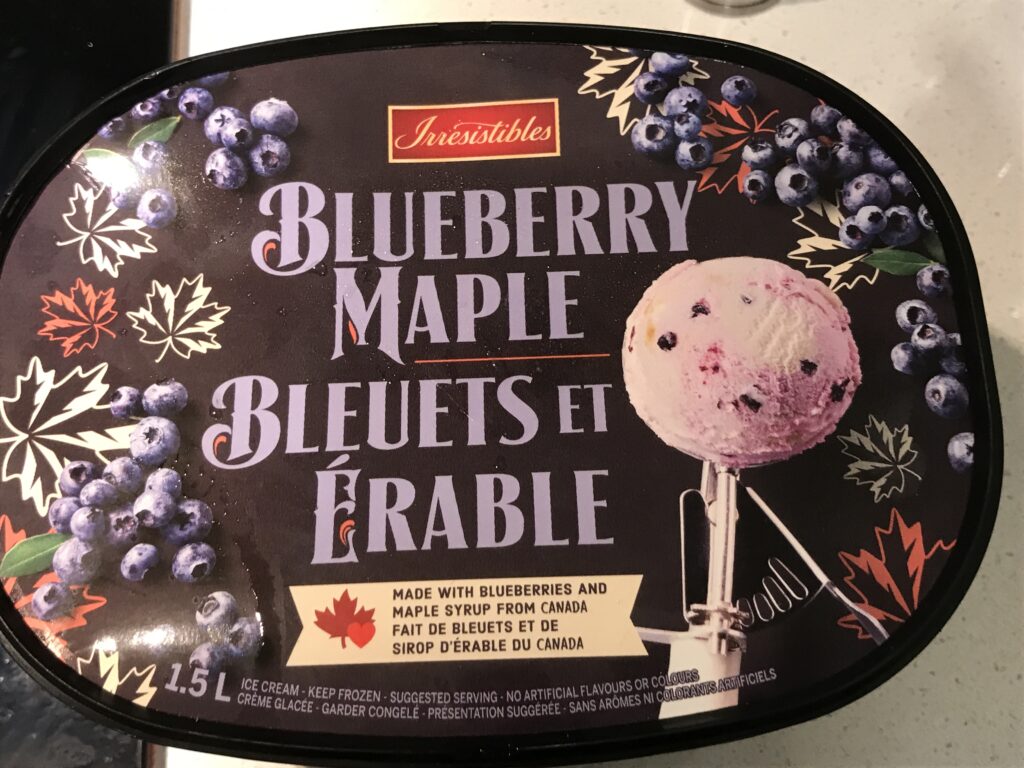 Irresistibles
BLUEBERRY
MAPLE
BLEUETS ET
ÉRABLE
MADE WITH BLUEBERRIES AND
MAPLE SYRUP FROM CANADA
FAIT DE BLEUETS ET DE
SIROP D'ÉRABLE DU CANADA
1.5 L
ICE CREAM - KEEP FROZEN - SUGGESTED SERVING - NO ARTIFICIAL FLAVOURS OR COLOURS
CRÈME GLACÉE - GARDER CONGELÉ - PRÉSENTATION SUGGÉRÉE - SANS ARÔMES NI COLORANTS ARTIFICIELS